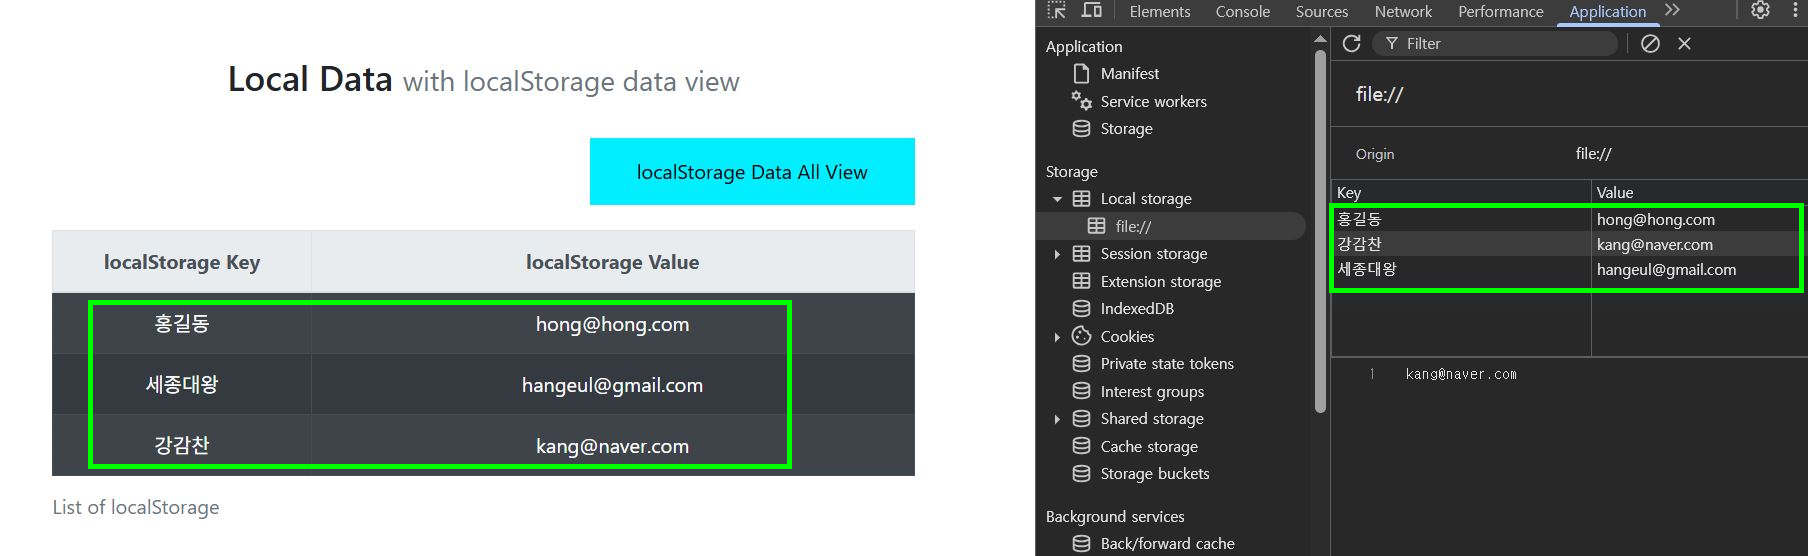 Local Data with localStorage data view
localStorage Data All View
localStorage Key localStorage Value
홍길동 hong@hong.com
세종대왕 hangeul@gmail.com
강감찬 kang@naver.com
List of localStorage
Elements Console Sources Network Performance Application
Application
Manifest
Service workers
Storage
Storage
Local storage
file://
Session storage
Extension storage
IndexedDB
Cookies
Private state tokens
Interest groups
Shared storage
Cache storage
Storage buckets
Background services
Back/forward cache
Filter
file://
Origin file://
Key Value
홍길동 hong@hong.com
강감찬 kang@naver.com
세종대왕 hangeul@gmail.com
1 kang@naver.com